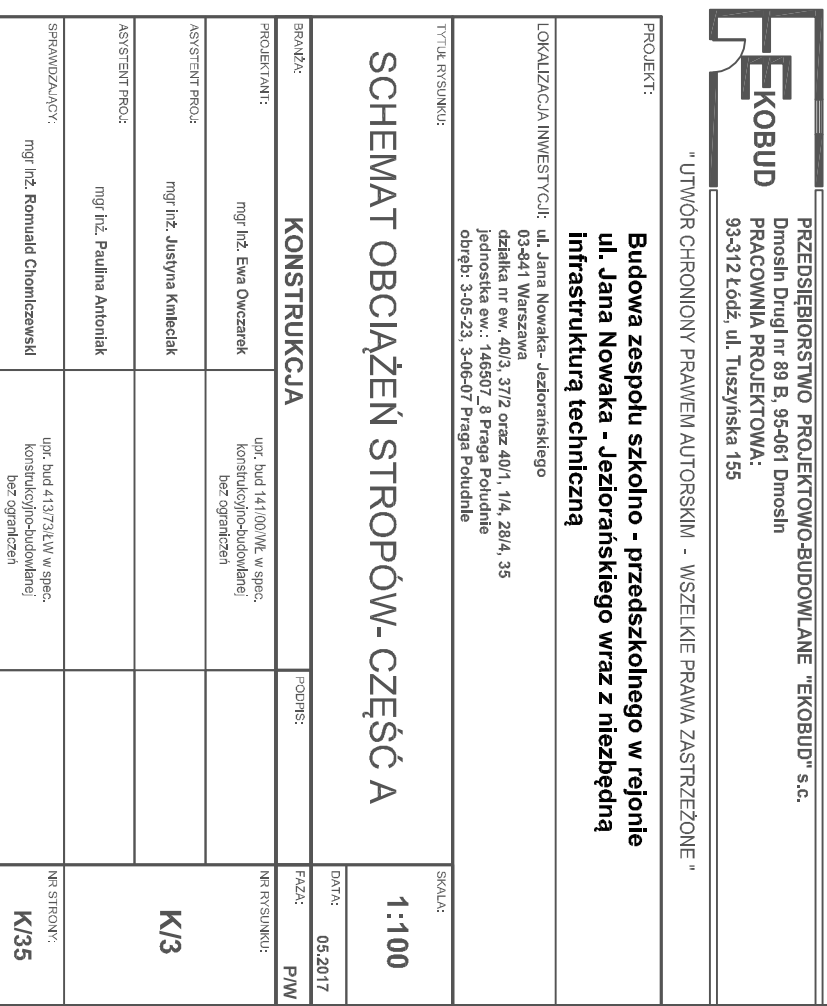 EKOBUD
PRZEDSIĘBIORSTWO PROJEKTOWO-BUDOWLANE "EKOBUD" s.c.
Dmosin Drugi nr 89 B, 95-061 Dmosin
PRACOWNIA PROJEKTOWA:
93-312 Łódź, ul. Tuszyńska 155
" UTWÓR CHRONIONY PRAWEM AUTORSKIM - WSZELKIE PRAWA ZASTRZEŻONE "
PROJEKT:
Budowa zespołu szkolno - przedszkolnego w rejonie
ul. Jana Nowaka - Jeziorańskiego wraz z niezbędną
infrastrukturą techniczną
LOKALIZACJA INWESTYCJI: ul. Jana Nowaka- Jeziorańskiego
03-841 Warszawa
działka nr ew. 40/3, 37/2 oraz 40/1, 1/4, 28/4, 35
jednostka ew.: 146507_8 Praga Południe
obręb: 3-05-23, 3-06-07 Praga Południe
TYTUŁ RYSUNKU:
SCHEMAT OBCIĄŻEŃ STROPÓW- CZĘŚĆ A
SKALA:
1:100
DATA:
05.2017
BRANŻA:
KONSTRUKCJA
PODPIS:
FAZA:
P/W
PROJEKTANT:
mgr inż. Ewa Owczarek
upr. bud 141/00/WŁ w spec.
konstrukcyjno-budowlanej
bez ograniczeń
NR RYSUNKU:
K/3
ASYSTENT PROJ:
mgr inż. Justyna Kmieciak
ASYSTENT PROJ:
mgr inż. Paulina Antoniak
SPRAWDZAJĄCY:
mgr inż. Romuald Chomiczewski
upr. bud 413/73/ŁW w spec.
konstrukcyjno-budowlanej
bez ograniczeń
NR STRONY:
K/35